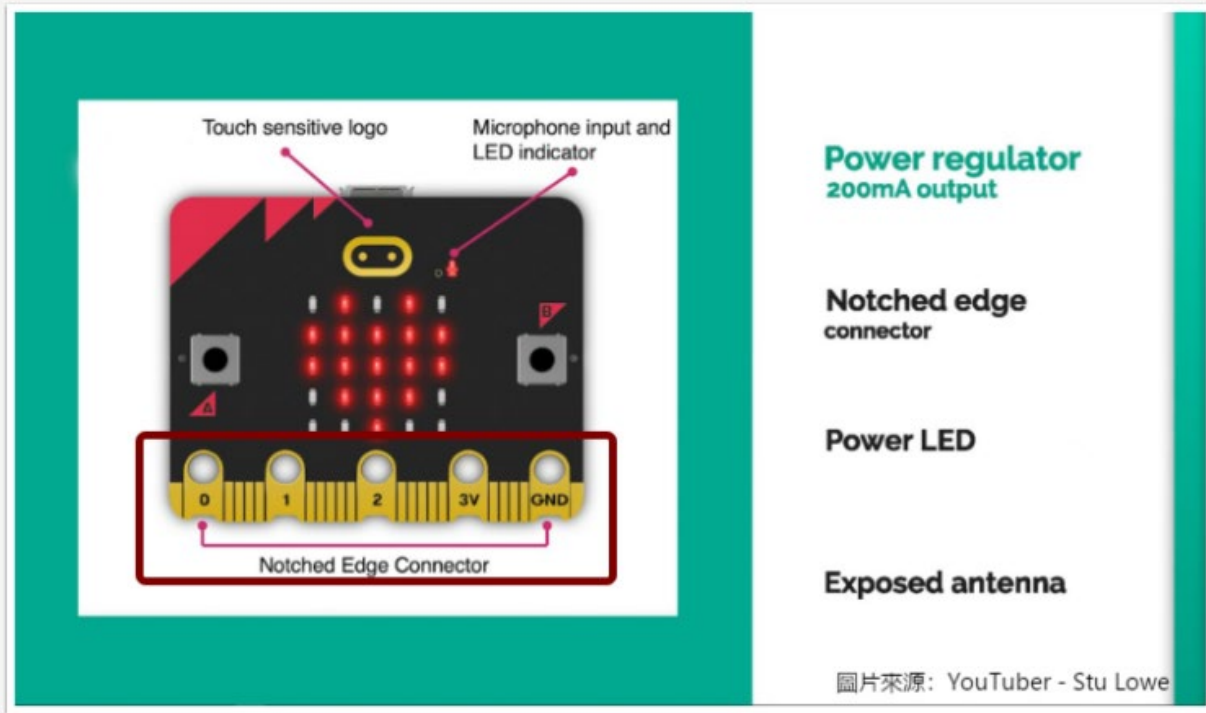 Touch sensitive logo
Microphone input and
LED indicator
B
A
0 1 2 3V GND
Notched Edge Connector
Power regulator
200mA output
Notched edge
connector
Power LED
Exposed antenna
圖片來源: YouTuber - Stu Lowe